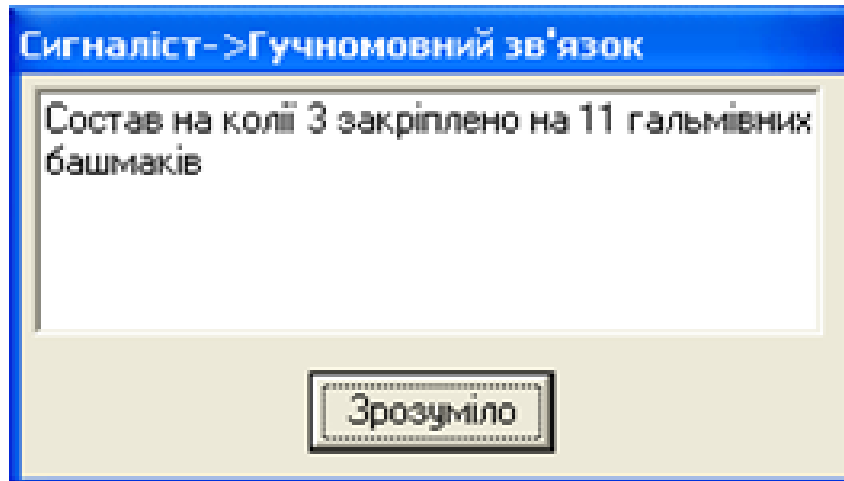 Сигналіст->Гучномовний зв'язок
Состав на колії 3 закріплено на 11 гальмівних
башмаків
Зрозуміло